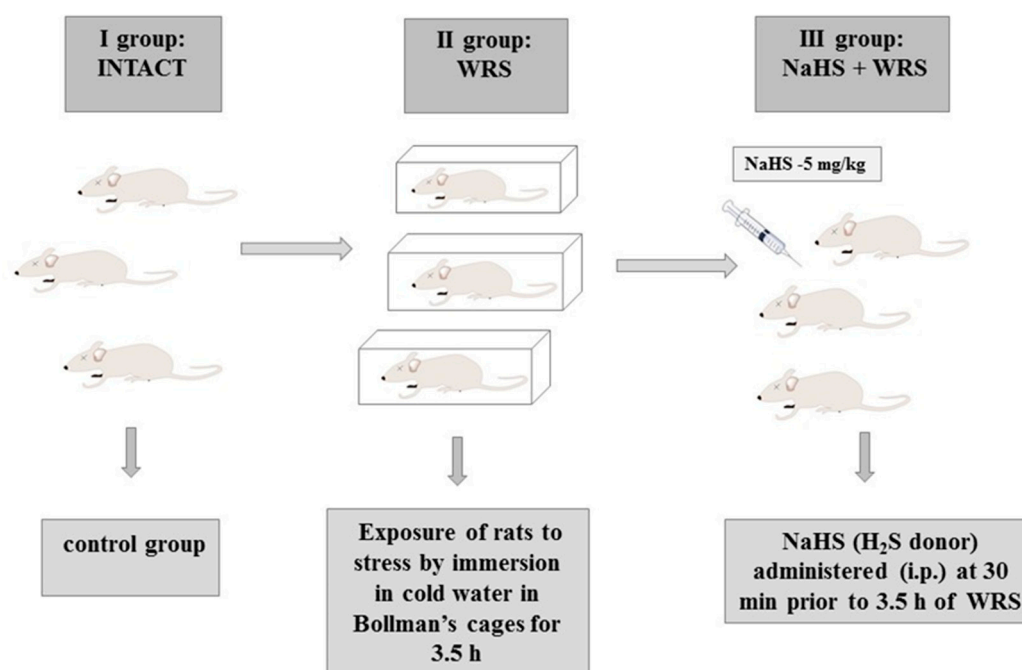 I group:
INTACT
II group:
WRS
III group:
NaHS + WRS
NaHS -5 mg/kg
control group
Exposure of rats to
stress by immersion
in cold water in
Bollman's cages for
3.5 h
NaHS (H₂S donor)
administered (i.p.) at 30
min prior to 3.5 h of WRS